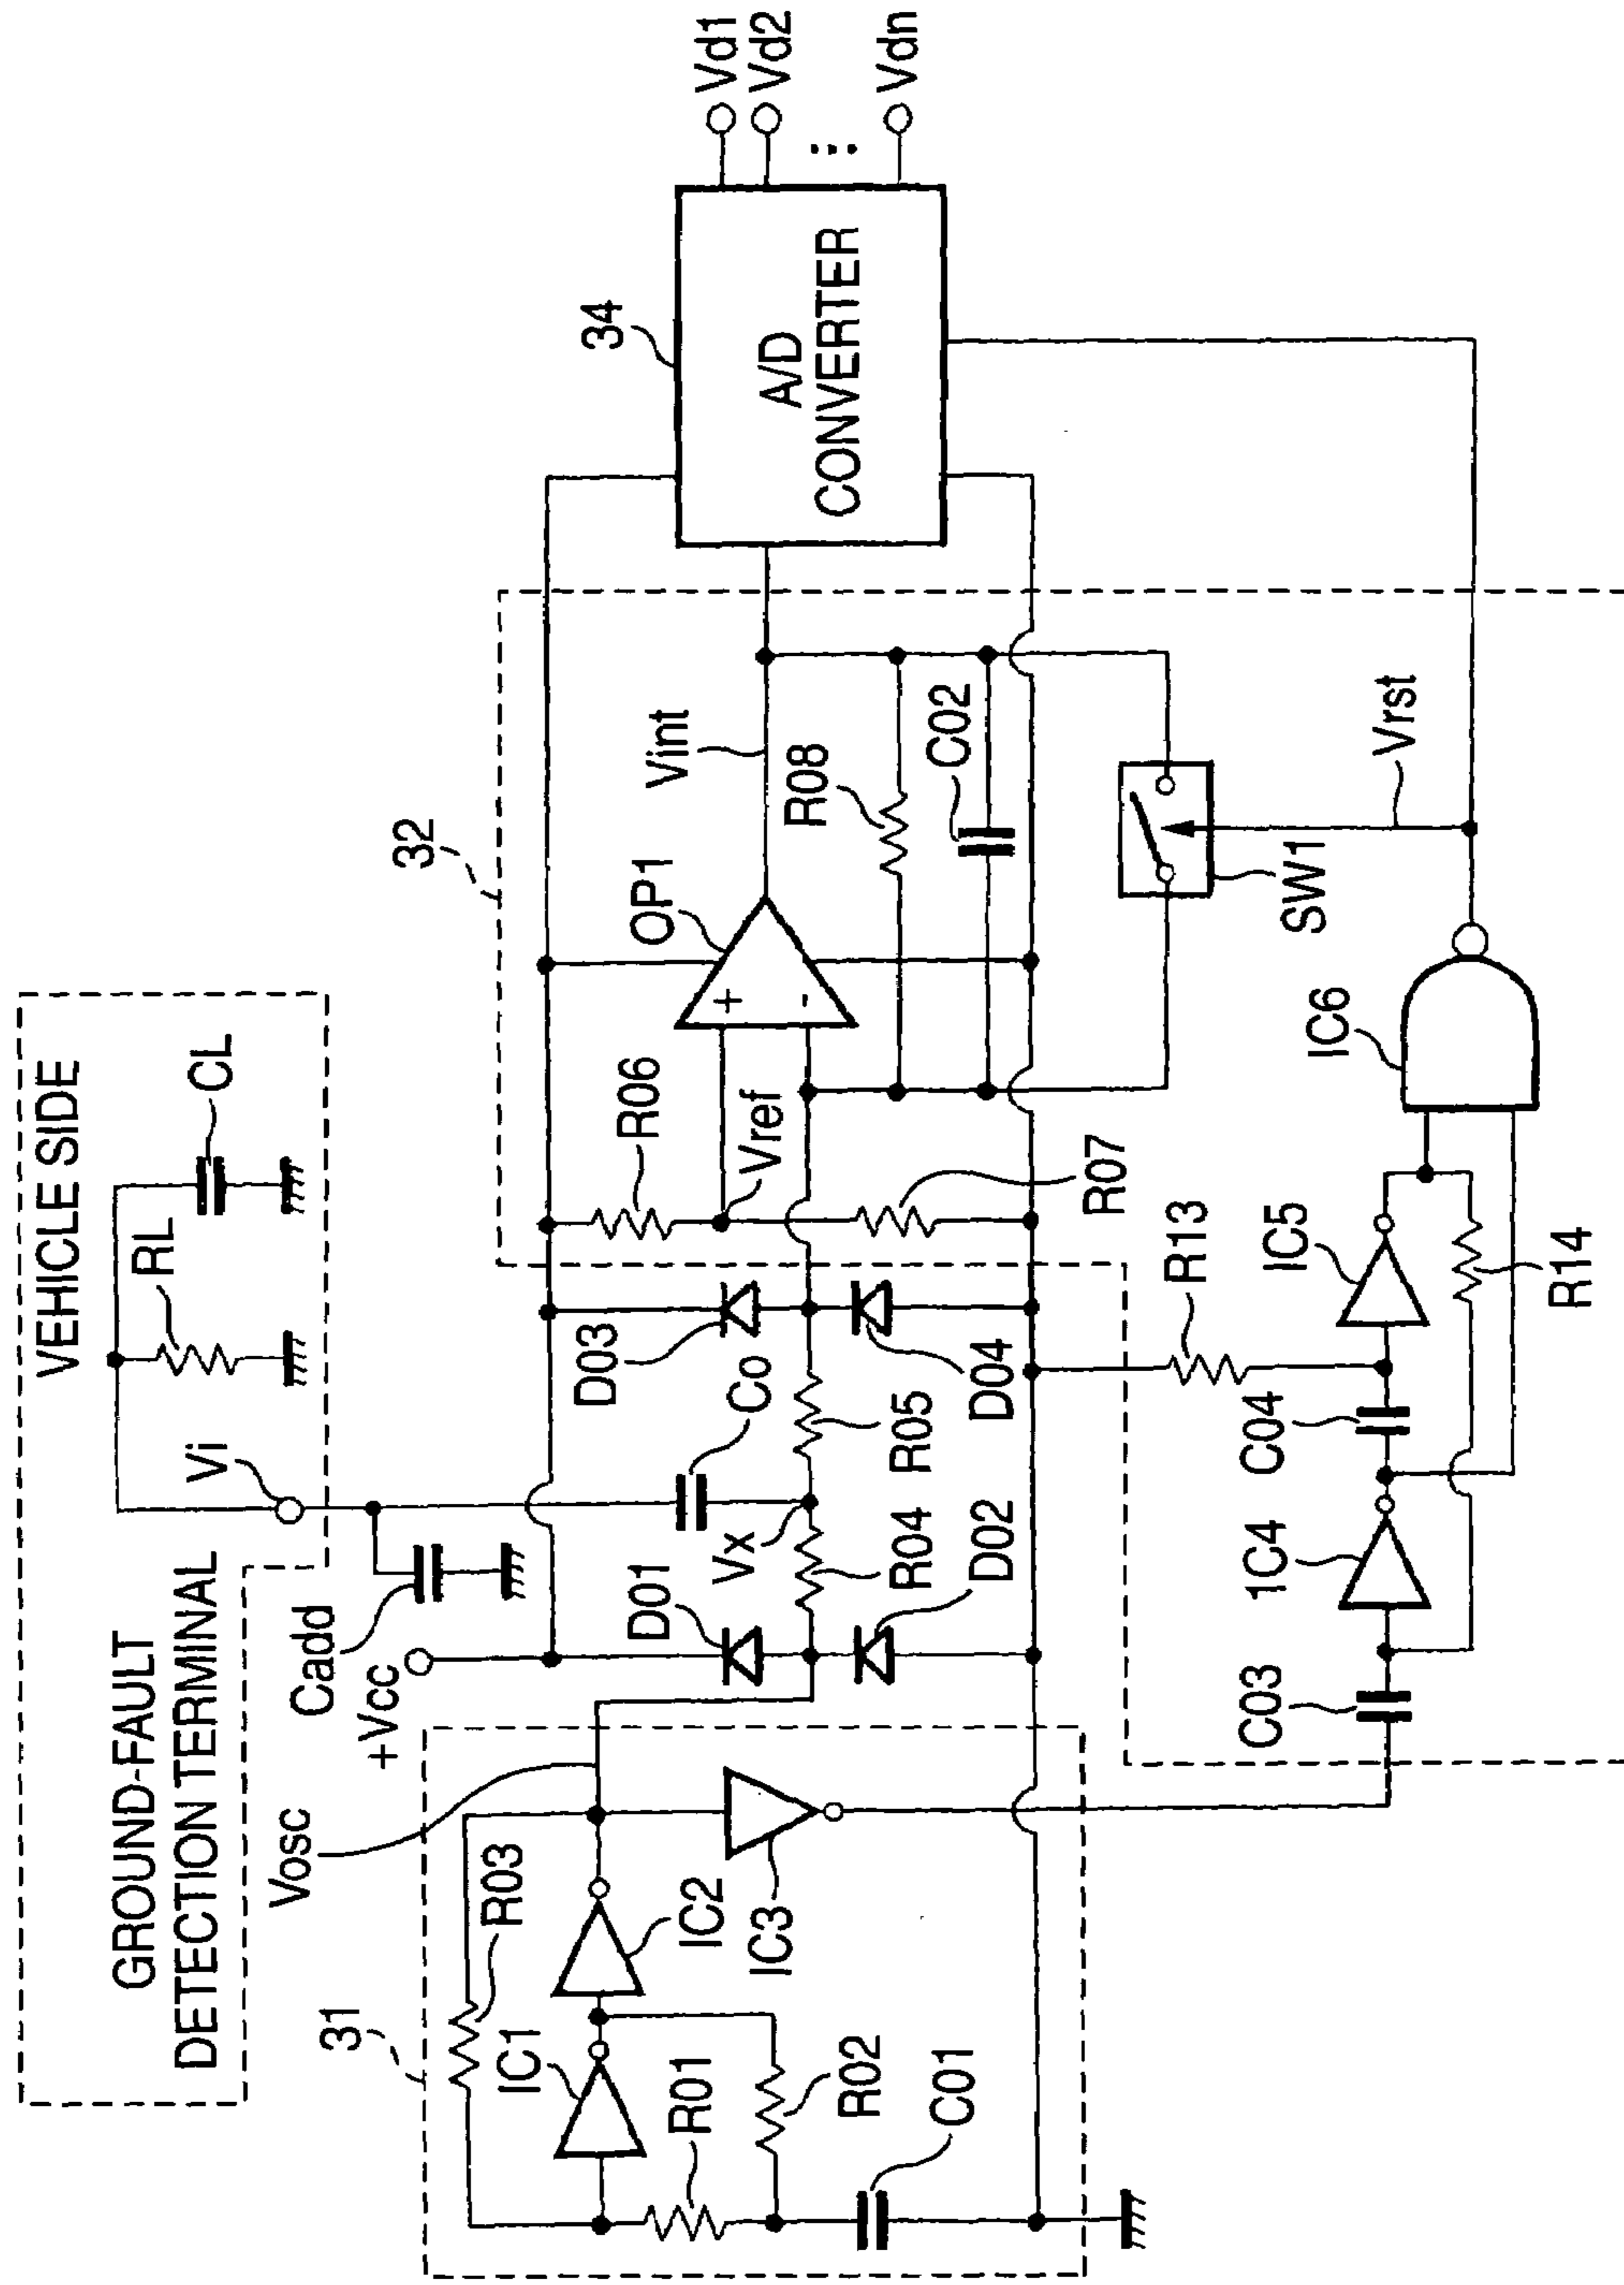 VEHICLE SIDE
GROUND-FAULT
DETECTION TERMINAL
Vi
RL
CL
Cadd
+Vcc
Vosc
31
R03
IC1
IC2
IC3
R01
R02
C01
D01
D02
Vx
R04
Co
R05
D03
D04
32
R06
Vref
R07
OP1
+
-
Vint
R08
C02
SW1
Vrst
34
A/D
CONVERTER
Vd1
Vd2
Vdn
C03
1C4
C04
R13
IC5
R14
IC6